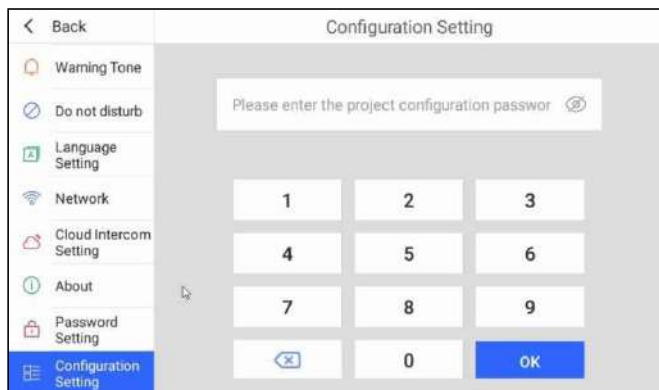 Back
Configuration Setting
Warning Tone
Do not disturb
Language
Setting
Network
Cloud Intercom
Setting
About
Password
Setting
Configuration
Setting
Please enter the project configuration passwor
1 2 3
4 5 6
7 8 9
0 OK